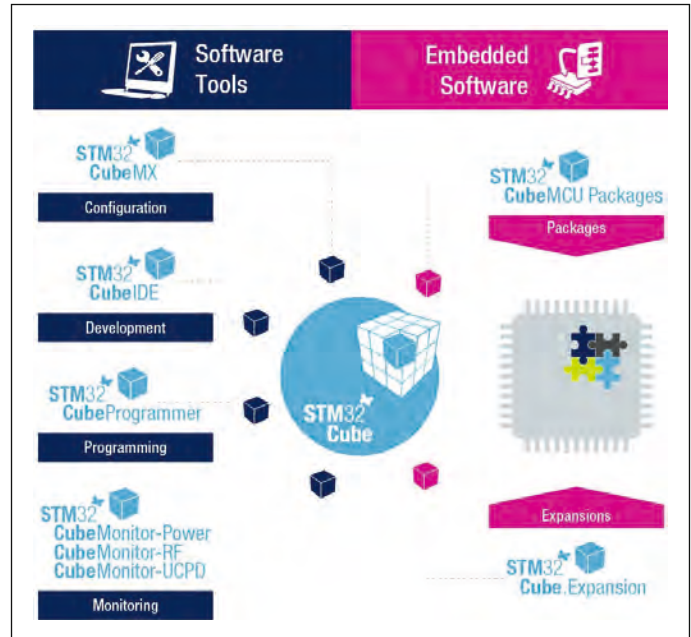 Software
Tools
Embedded
Software
STM32
CubeMX
Configuration
STM32
CubeIDE
Development
STM32
CubeProgrammer
Programming
STM32
CubeMonitor-Power
CubeMonitor-RF
CubeMonitor-UCPD
Monitoring
STM32
Cube
STM32
CubeMCU Packages
Packages
Expansions
STM32
Cube.Expansion